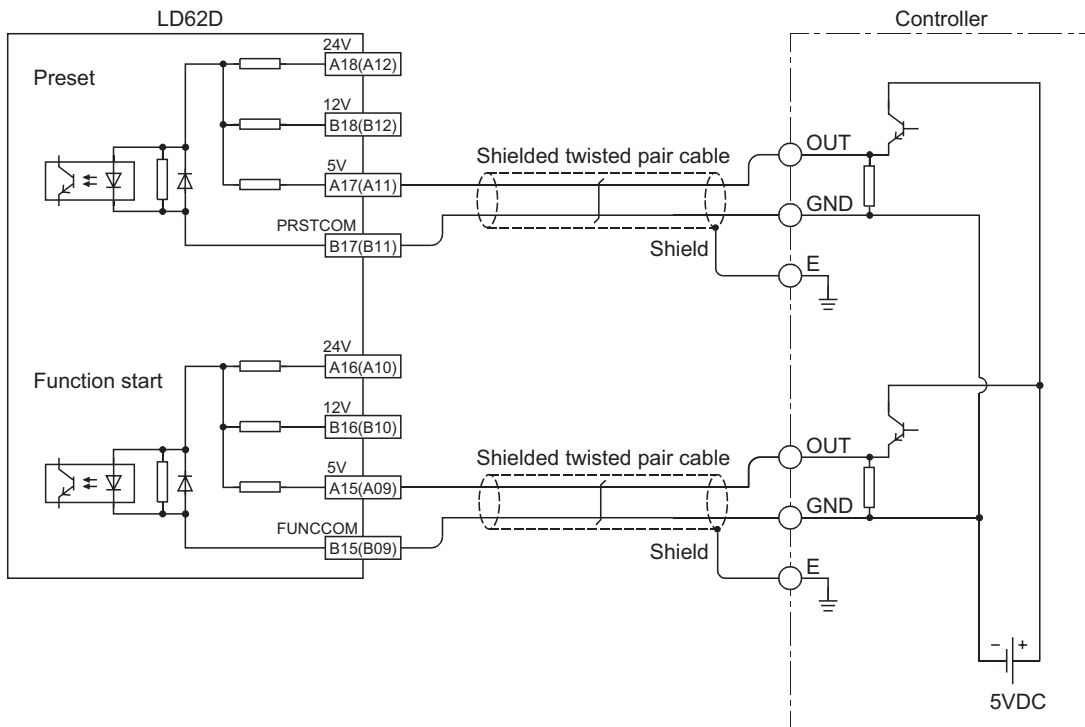 LD62D
Controller
Preset
24V
A18(A12)
12V
B18(B12)
5V
A17(A11)
PRSTCOM
B17(B11)
Shielded twisted pair cable
Shield
OUT
GND
E
Function start
24V
A16(A10)
12V
B16(B10)
5V
A15(A09)
FUNCCOM
B15(B09)
Shielded twisted pair cable
Shield
OUT
GND
E
- +
5VDC